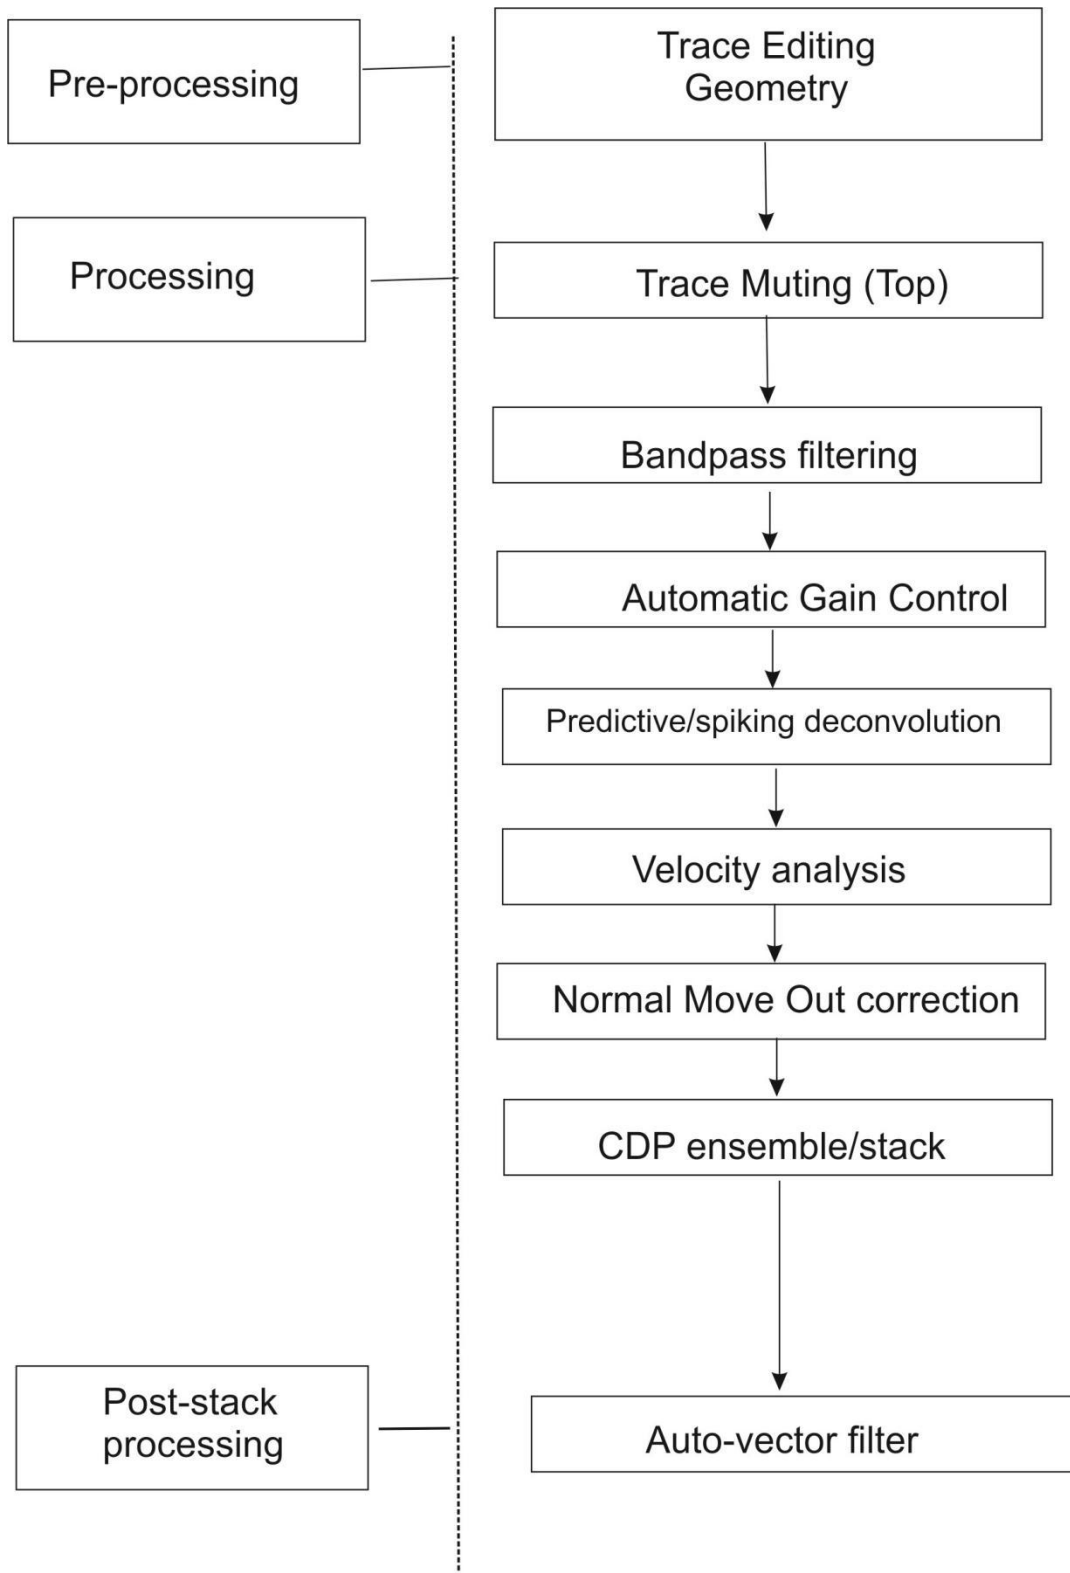 Pre-processing
Trace Editing
Geometry
Processing
Trace Muting (Top)
Bandpass filtering
Automatic Gain Control
Predictive/spiking deconvolution
Velocity analysis
Normal Move Out correction
CDP ensemble/stack
Post-stack
processing
Auto-vector filter